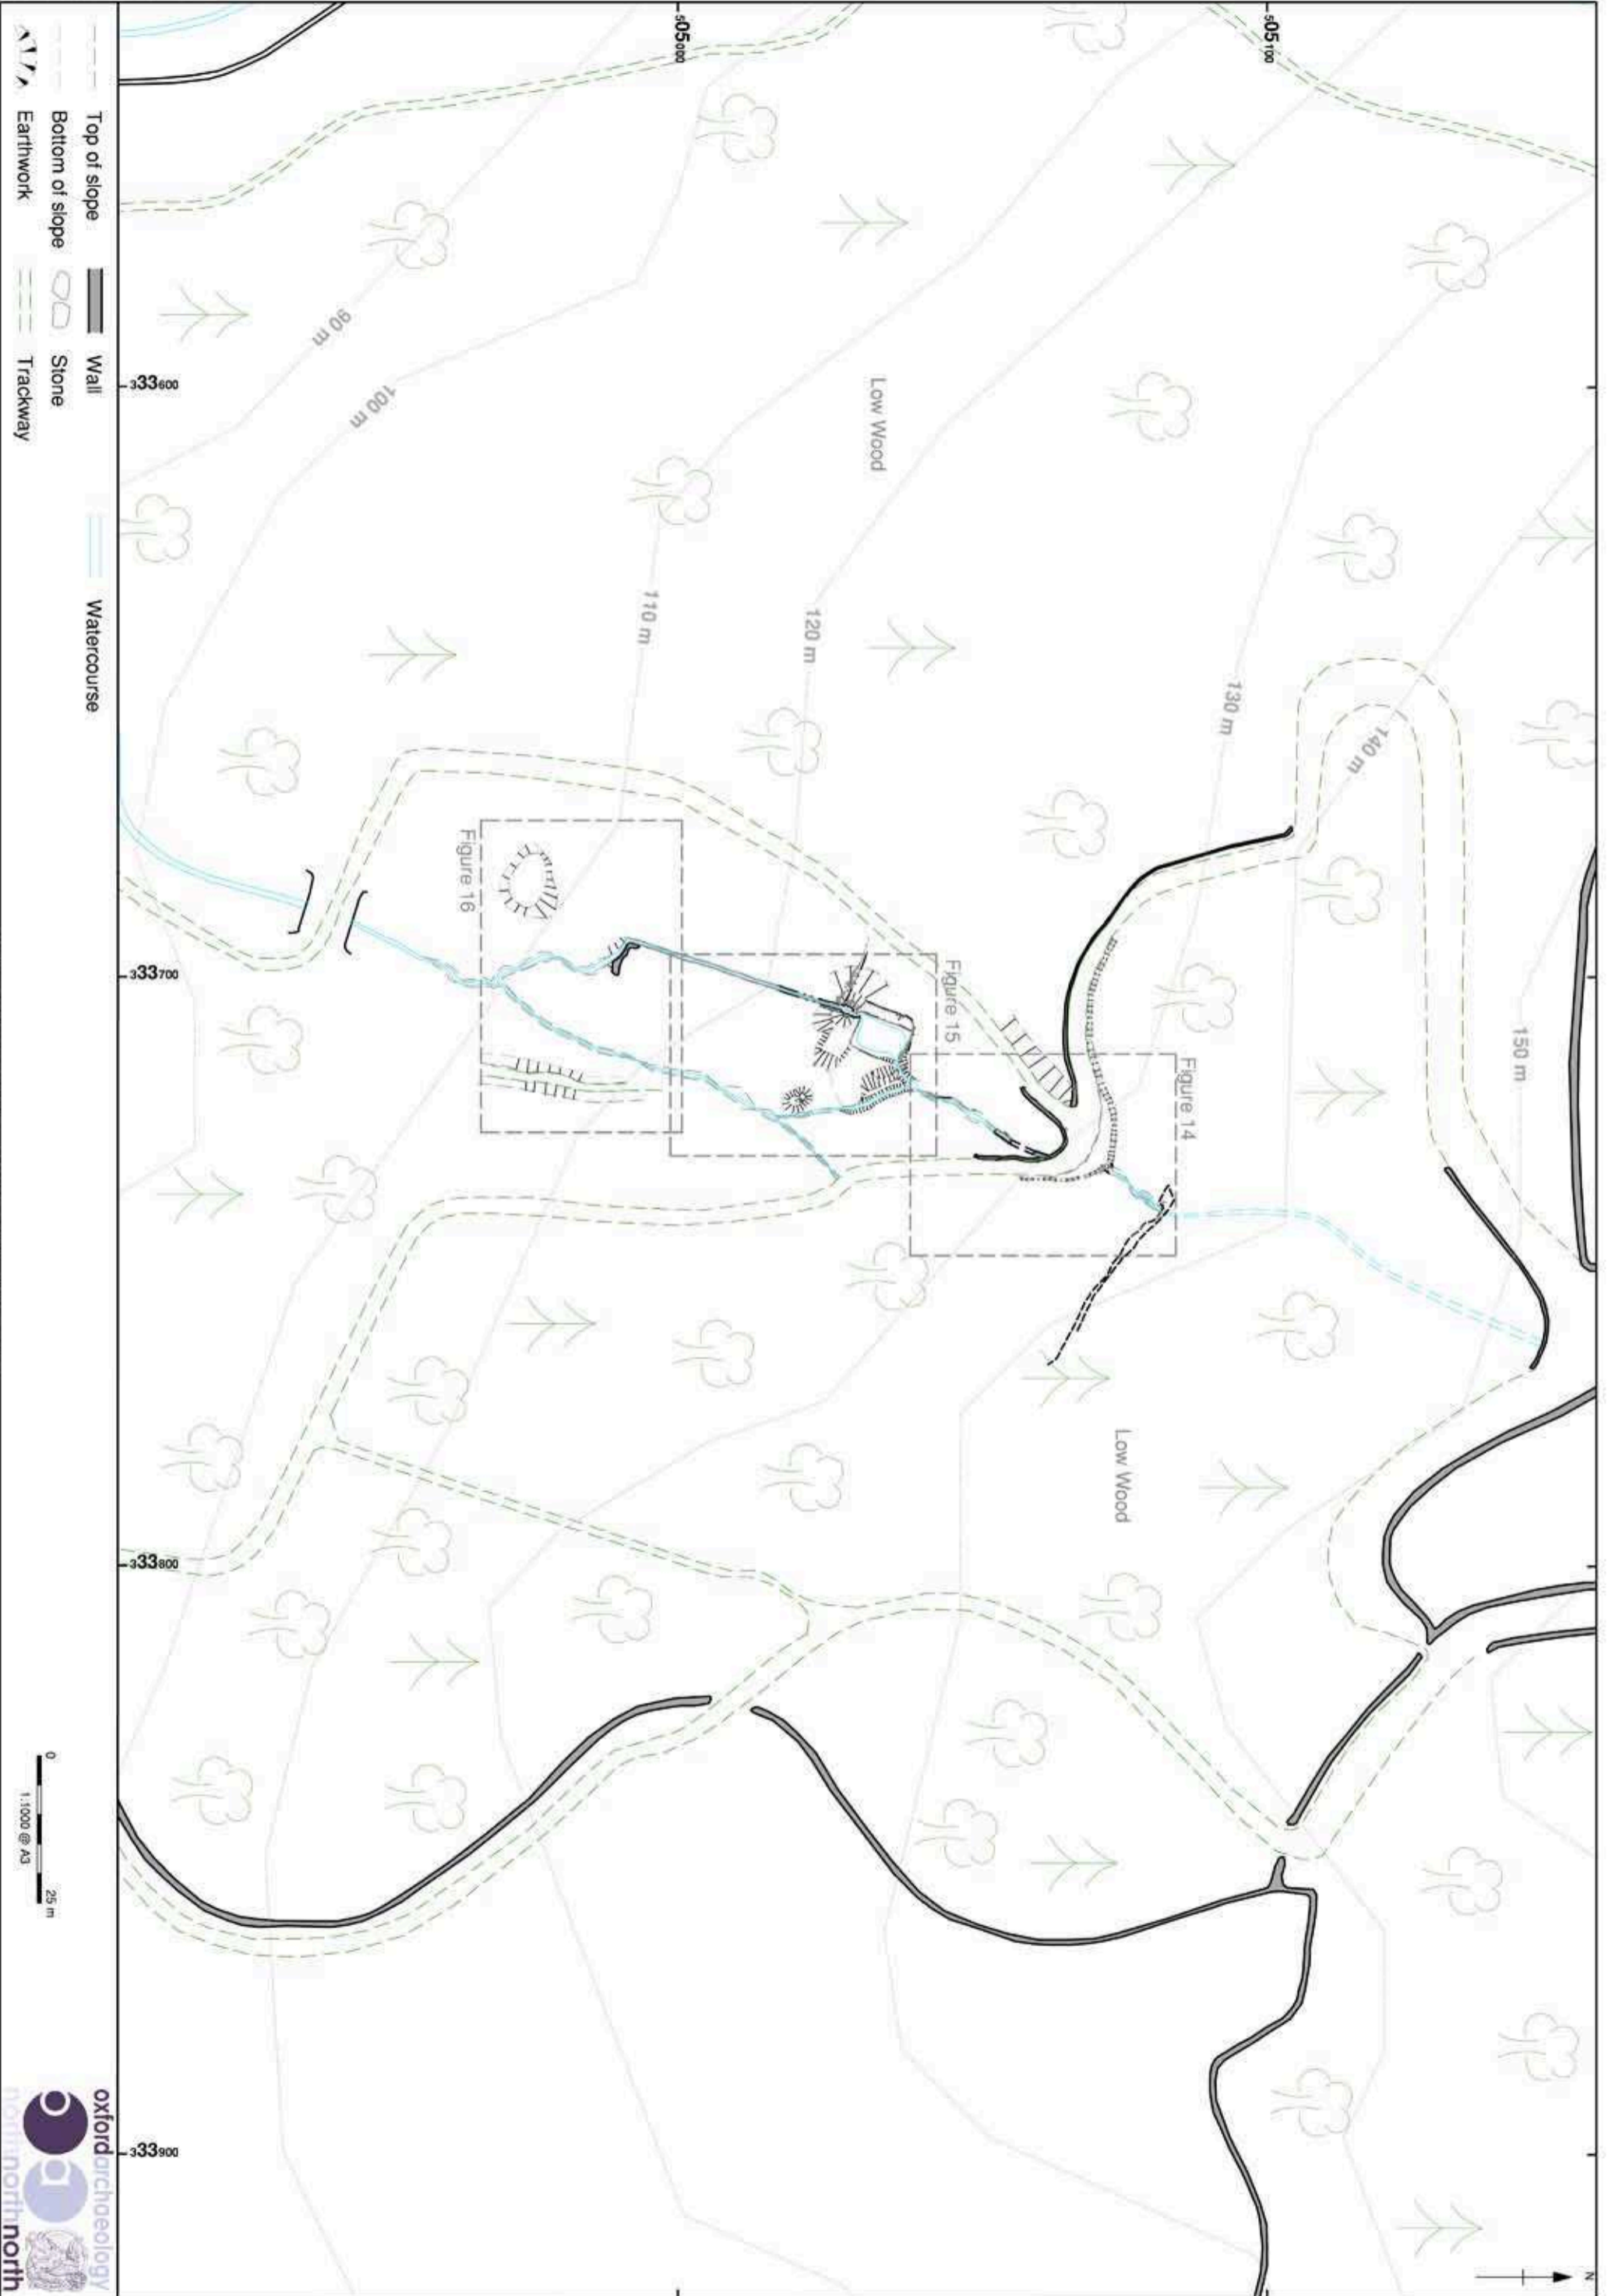 505000
505100
90 m
100 m
Low Wood
110 m
120 m
130 m
140 m
150 m
Figure 16
Figure 15
Figure 14
Low Wood
333600
333700
333800
333900
N
Top of slope
Bottom of slope
Earthwork
Wall
Stone
Trackway
Watercourse
0
25 m
1:1000 @ A3
oxfordarchaeology
north